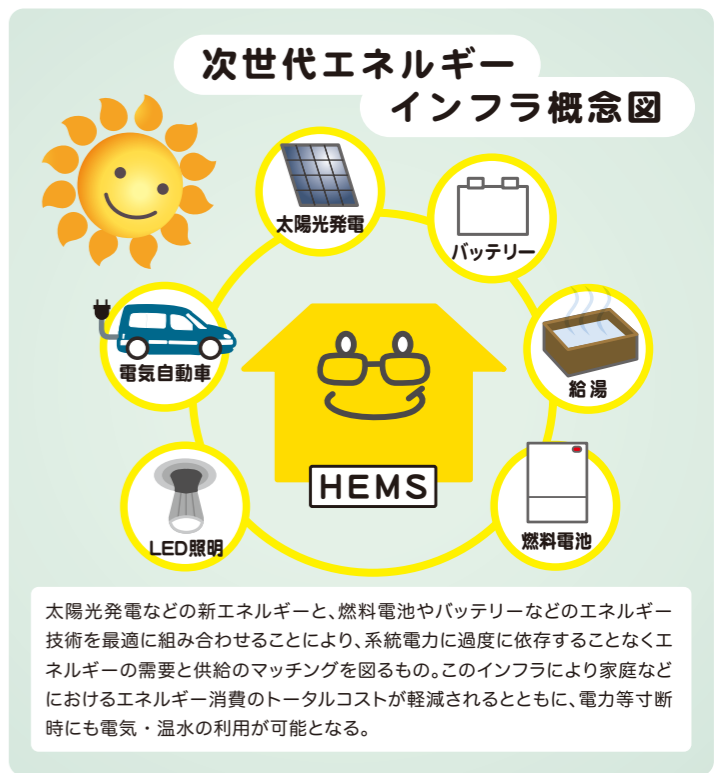 次世代エネルギー
インフラ概念図
太陽光発電
バッテリー
電気自動車
給湯
HEMS
LED照明
燃料電池
太陽光発電などの新エネルギーと、燃料電池やバッテリーなどのエネルギー
技術を最適に組み合わせることにより、系統電力に過度に依存することなくエ
ネルギーの需要と供給のマッチングを図るもの。このインフラにより家庭など
におけるエネルギー消費のトータルコストが軽減されるとともに、電力等寸断
時にも電気・温水の利用が可能となる。